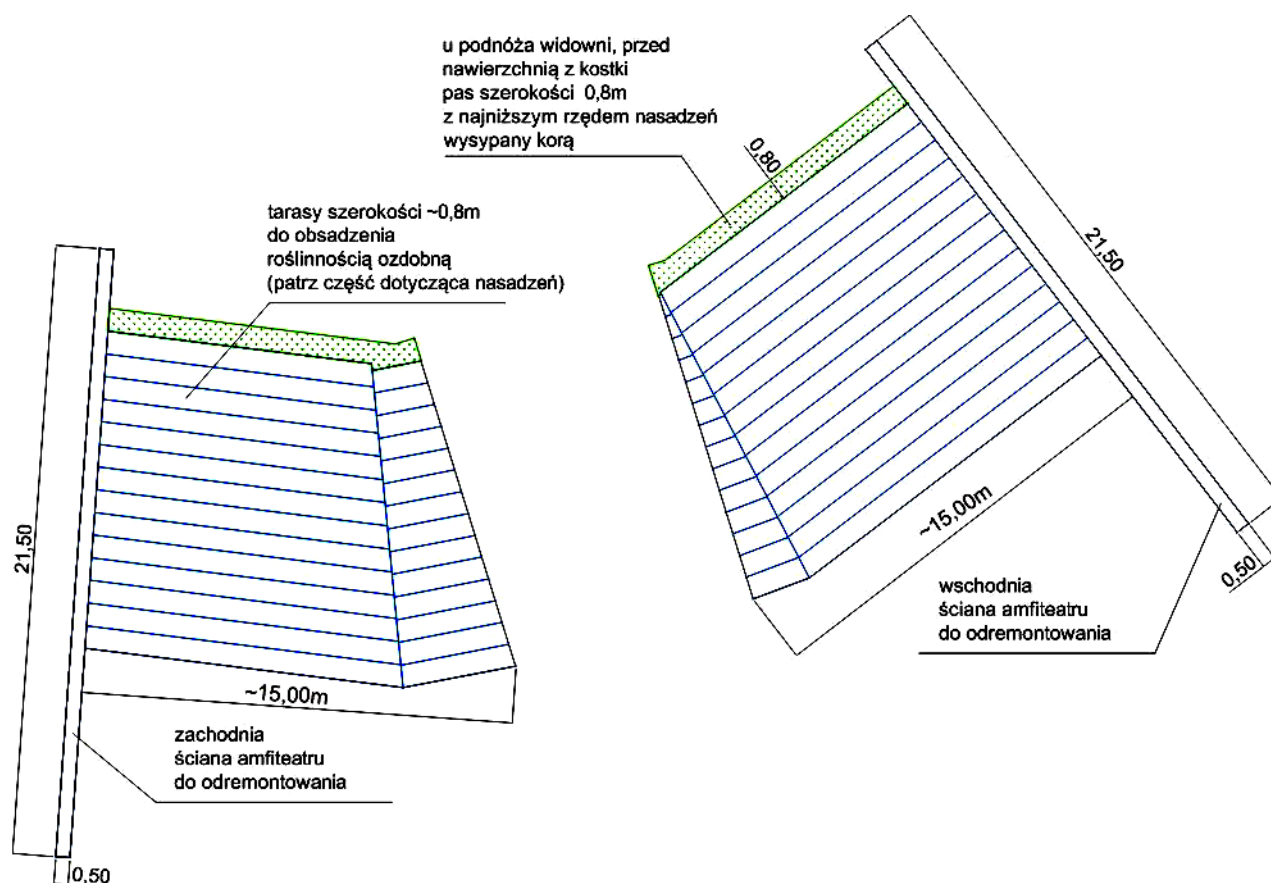 u podnóża widowni, przed
nawierzchnią z kostki
pas szerokości 0,8m
z najniższym rzędem nasadzeń
wysypany korą
0,80
21,50
tarasy szerokości ~0,8m
do obsadzenia
roślinnością ozdobną
(patrz część dotycząca nasadzeń)
21,50
~15,00m
0,50
wschodnia
ściana amfiteatru
do odremontowania
~15,00m
zachodnia
ściana amfiteatru
do odremontowania
0,50